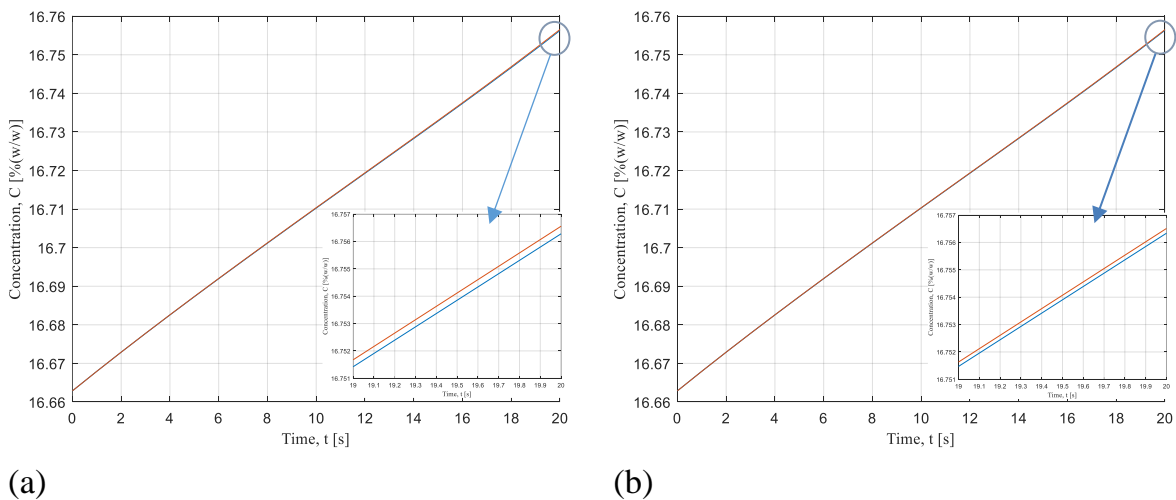 16.76
16.75
16.74
16.73
16.72
16.71
16.7
16.69
16.68
16.67
16.66
Concentration, C [%(w/w)]
0 2 4 6 8 10 12 14 16 18 20
Time, t [s]
16.757
16.756
16.755
16.754
16.753
16.752
16.751
Concentration, C [%(w/w)]
19 19.1 19.2 19.3 19.4 19.5 19.6 19.7 19.8 19.9 20
Time, t [s]
(a)
16.76
16.75
16.74
16.73
16.72
16.71
16.7
16.69
16.68
16.67
16.66
Concentration, C [%(w/w)]
0 2 4 6 8 10 12 14 16 18 20
Time, t [s]
16.757
16.756
16.755
16.754
16.753
16.752
16.751
Concentration, C [%(w/w)]
19 19.1 19.2 19.3 19.4 19.5 19.6 19.7 19.8 19.9 20
Time, t [s]
(b)